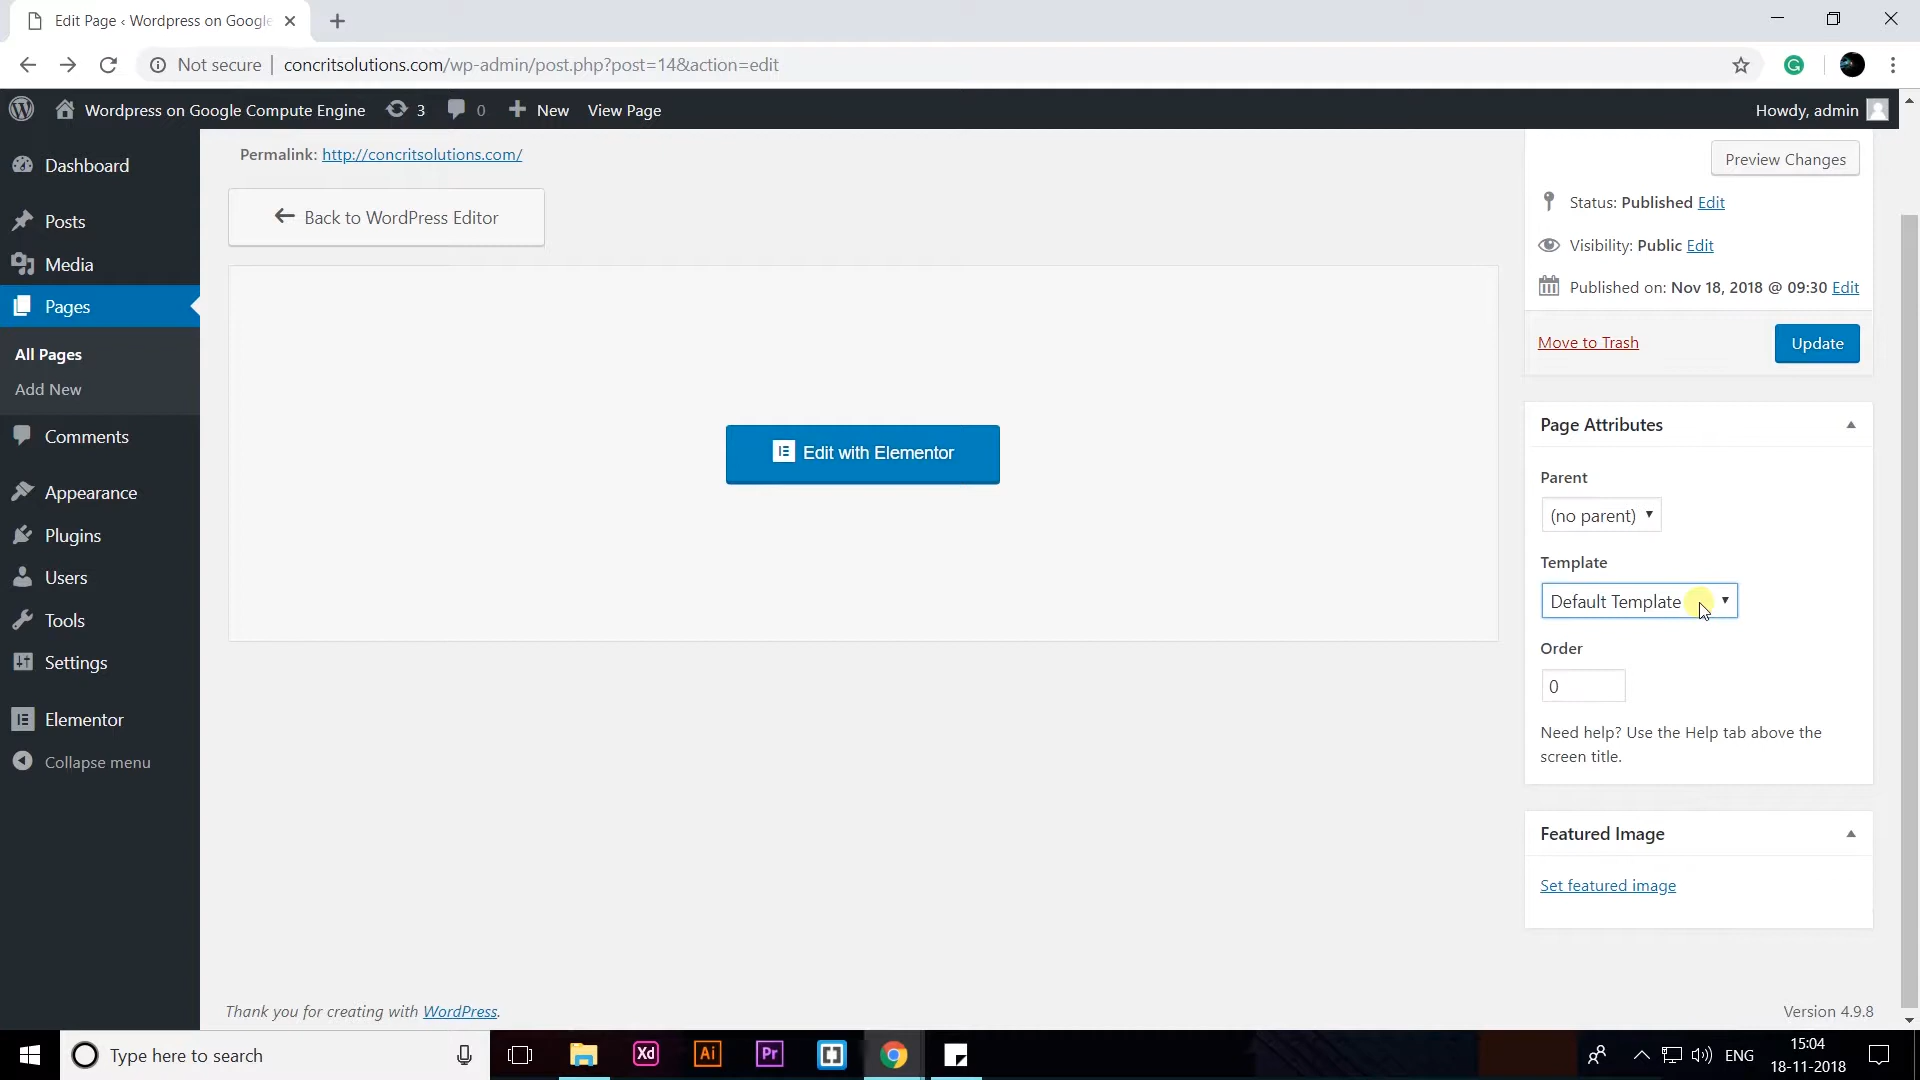 Edit Page ‹ Wordpress on Google
Not secure | concritsolutions.com/wp-admin/post.php?post=14&action=edit
Wordpress on Google Compute Engine 3 0 New View Page Howdy, admin
Dashboard
Posts
Media
Pages
All Pages
Add New
Comments
Appearance
Plugins
Users
Tools
Settings
Elementor
Collapse menu
Permalink: http://concritsolutions.com/
Back to WordPress Editor
Edit with Elementor
Preview Changes
Status: Published Edit
Visibility: Public Edit
Published on: Nov 18, 2018 @ 09:30 Edit
Move to Trash Update
Page Attributes
Parent
(no parent)
Template
Default Template
Order
0
Need help? Use the Help tab above the
screen title.
Featured Image
Set featured image
Thank you for creating with WordPress.
Version 4.9.8
Type here to search
Xd
Ai
Pr
ENG
15:04
18-11-2018